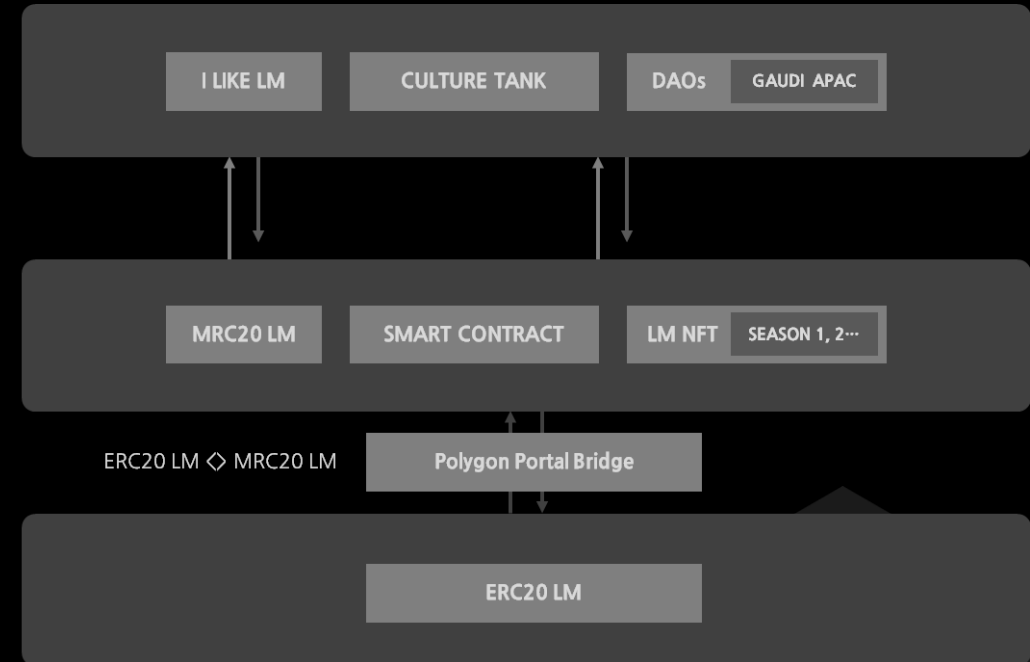 I LIKE LM
CULTURE TANK
DAOs
GAUDI APAC
MRC20 LM
SMART CONTRACT
LM NFT
SEASON 1, 2···
ERC20 LM <> MRC20 LM
Polygon Portal Bridge
ERC20 LM